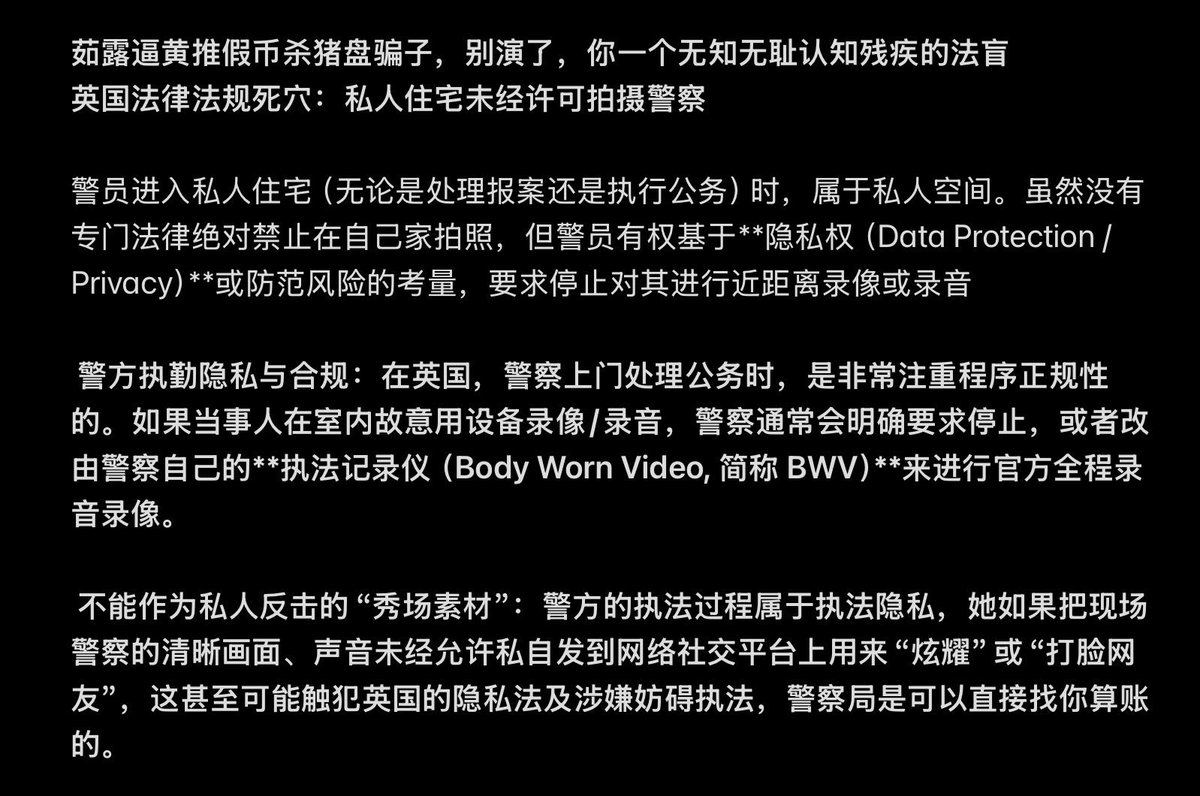 茹露逼黄推假币杀猪盘骗子，别演了，你一个无知无耻认知残疾的法盲
英国法律法规死穴：私人住宅未经许可拍摄警察
警员进入私人住宅（无论是处理报案还是执行公务）时，属于私人空间。虽然没有
专门法律绝对禁止在自己家拍照，但警员有权基于**隐私权（Data Protection /
Privacy）**或防范风险的考量，要求停止对其进行近距离录像或录音
警方执勤隐私与合规：在英国，警察上门处理公务时，是非常注重程序正规性
的。如果当事人在室内故意用设备录像/录音，警察通常会明确要求停止，或者改
由警察自己的**执法记录仪（Body Worn Video, 简称 BWV）**来进行官方全程录
音录像。
不能作为私人反击的“秀场素材”：警方的执法过程属于执法隐私，她如果把现场
警察的清晰画面、声音未经允许私自发到网络社交平台上用来“炫耀”或“打脸网
友”，这甚至可能触犯英国的隐私法及涉嫌妨碍执法，警察局是可以直接找你算账
的。